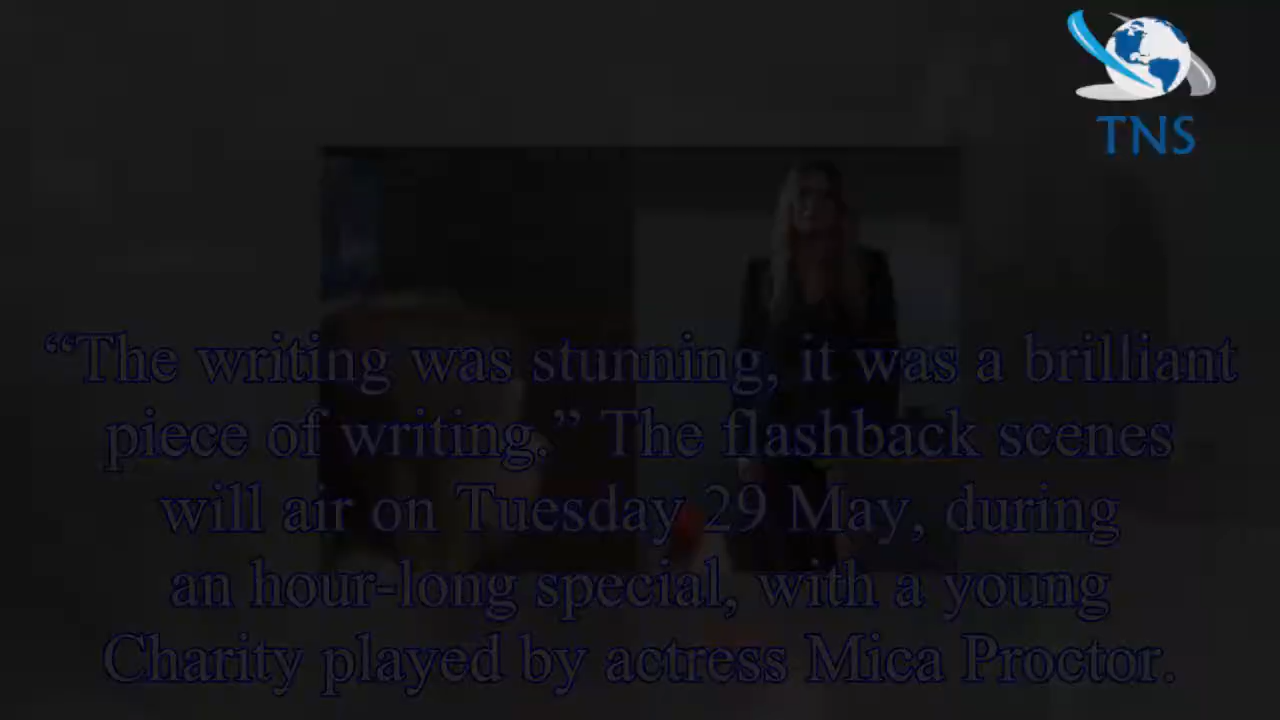 TNS
“The writing was stunning, it was a brilliant
piece of writing.” The flashback scenes
will air on Tuesday 29 May, during
an hour-long special, with a young
Charity played by actress Mica Proctor.